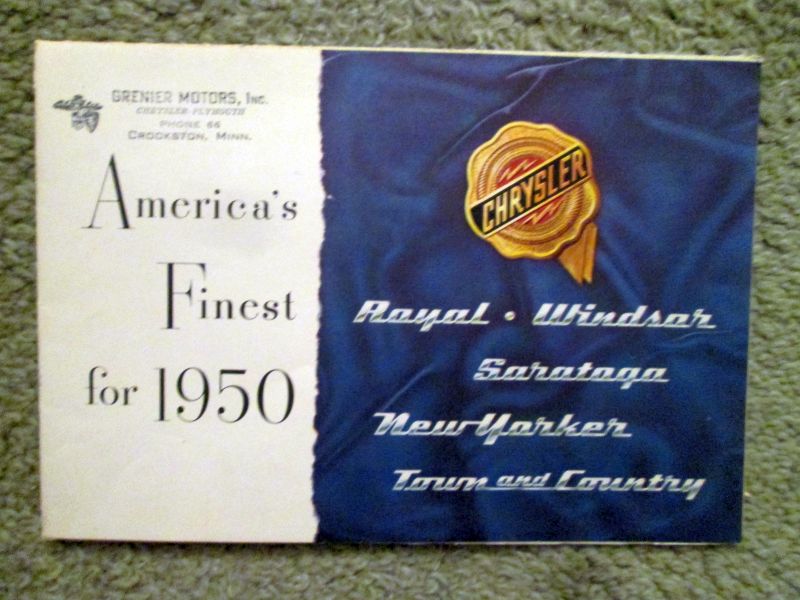 GRENIER MOTORS, INC.
CHRYSLER-PLYMOUTH
PHONE 66
CROOKSTON, MINN.
America's
Finest
for 1950
CHRYSLER
Royal • Windsor
Saratoga
New Yorker
Town and Country